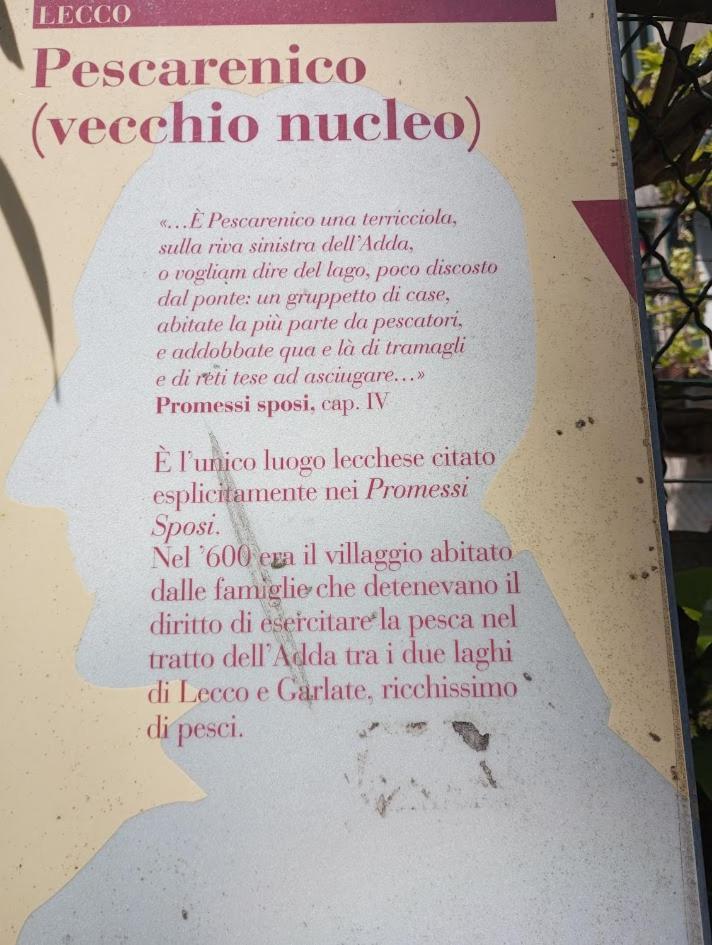 LECCO
Pescarenico
(vecchio nucleo)
«...È Pescarenico una terricciola,
sulla riva sinistra dell'Adda,
o vogliam dire del lago, poco discosto
dal ponte: un gruppetto di case,
abitate la più parte da pescatori,
e addobbate qua e là di tramagli
e di reti tese ad asciugare...»
Promessi sposi, cap. IV
È l'unico luogo lecchese citato
esplicitamente nei Promessi
Sposi.
Nel '600 era il villaggio abitato
dalle famiglie che detenevano il
diritto di esercitare la pesca nel
tratto dell'Adda tra i due laghi
di Lecco e Garlate, ricchissimo
di pesci.